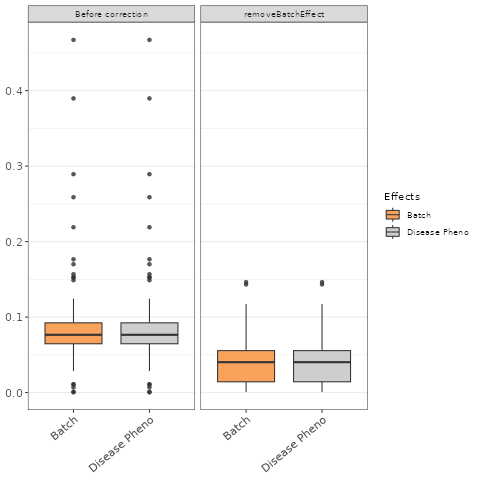 Before correction
removeBatchEffect
0.4
0.3
0.2
0.1
0.0
Batch
Disease Pheno
Batch
Disease Pheno
Effects
Batch
Disease Pheno